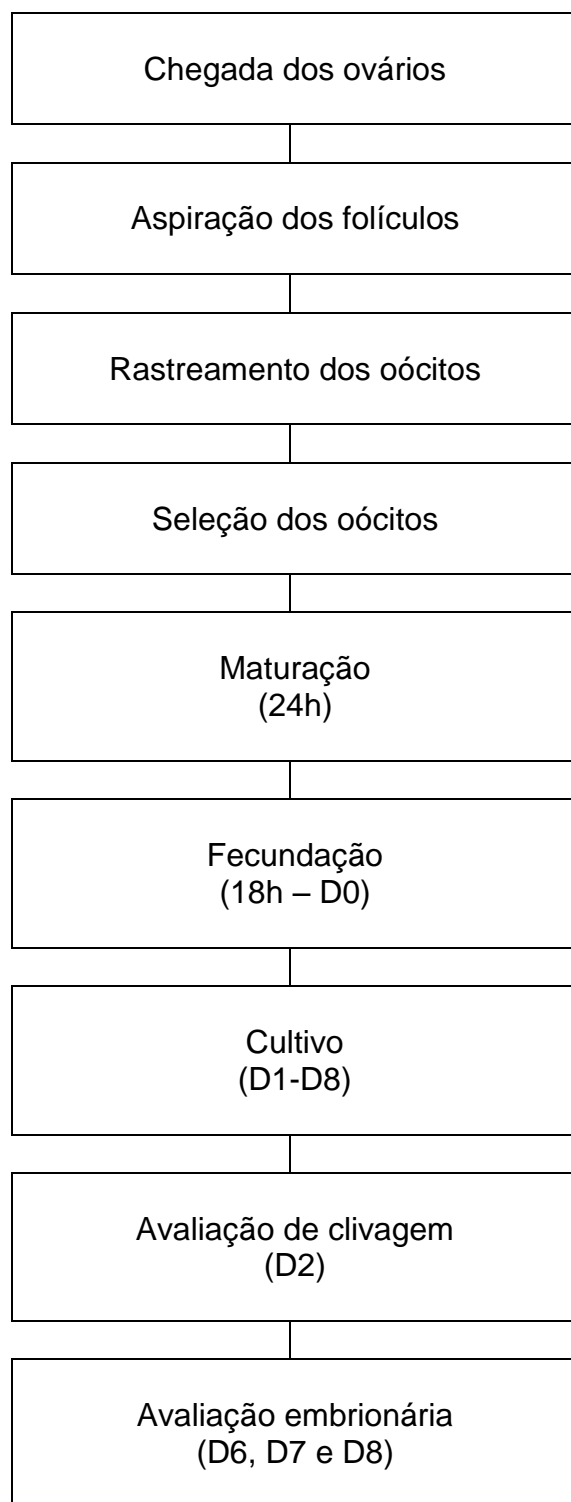 Chegada dos ovários
Aspiração dos folículos
Rastreamento dos oócitos
Seleção dos oócitos
Maturação
(24h)
Fecundação
(18h – D0)
Cultivo
(D1-D8)
Avaliação de clivagem
(D2)
Avaliação embrionária
(D6, D7 e D8)